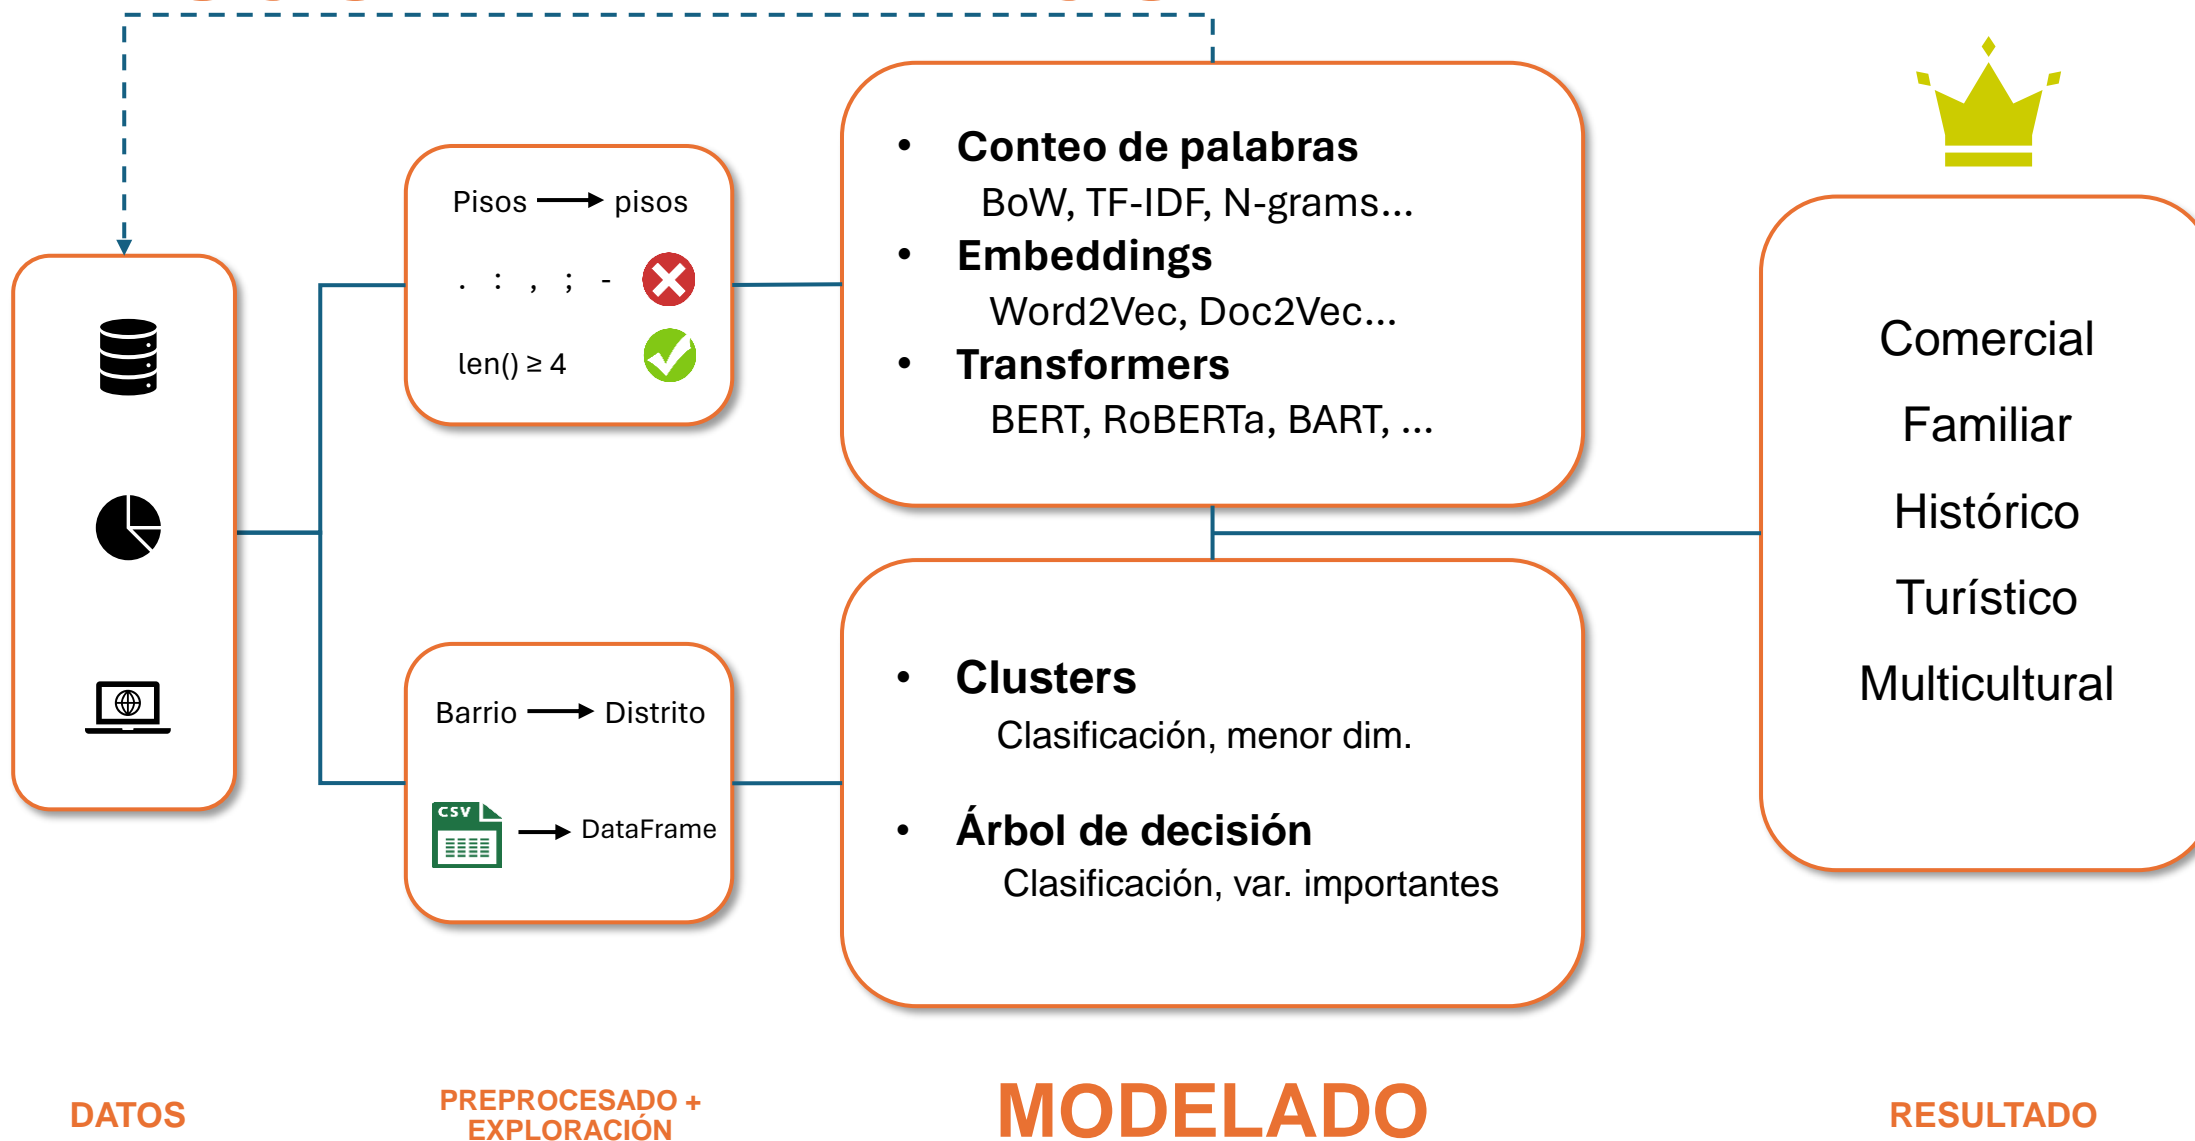 Pisos pisos
. : , ; -
len() ≥ 4
• Conteo de palabras
BoW, TF-IDF, N-grams...
• Embeddings
Word2Vec, Doc2Vec...
• Transformers
BERT, RoBERTa, BART, ...
Barrio Distrito
CSV DataFrame
• Clusters
Clasificación, menor dim.
• Árbol de decisión
Clasificación, var. importantes
Comercial
Familiar
Histórico
Turístico
Multicultural
DATOS
PREPROCESADO +
EXPLORACIÓN
MODELADO
RESULTADO